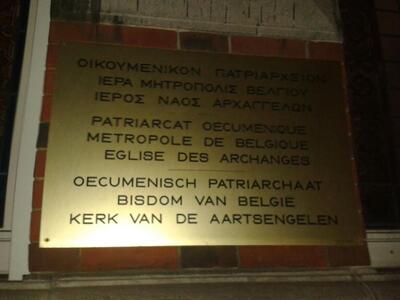 ΟΙΚΟΥΜΕΝΙΚΟΝ ΠΑΤΡΙΑΡΧΕΙΟΝ
ΙΕΡΑ ΜΗΤΡΟΠΟΛΙΣ ΒΕΛΓΙΟΥ
ΙΕΡΟΣ ΝΑΟΣ ΑΡΧΑΓΓΕΛΩΝ
PATRIARCAT OECUMENIQUE
METROPOLE DE BELGIQUE
EGLISE DES ARCHANGES
OECUMENISCH PATRIARCHAAT
BISDOM VAN BELGIE
KERK VAN DE AARTSENGELEN